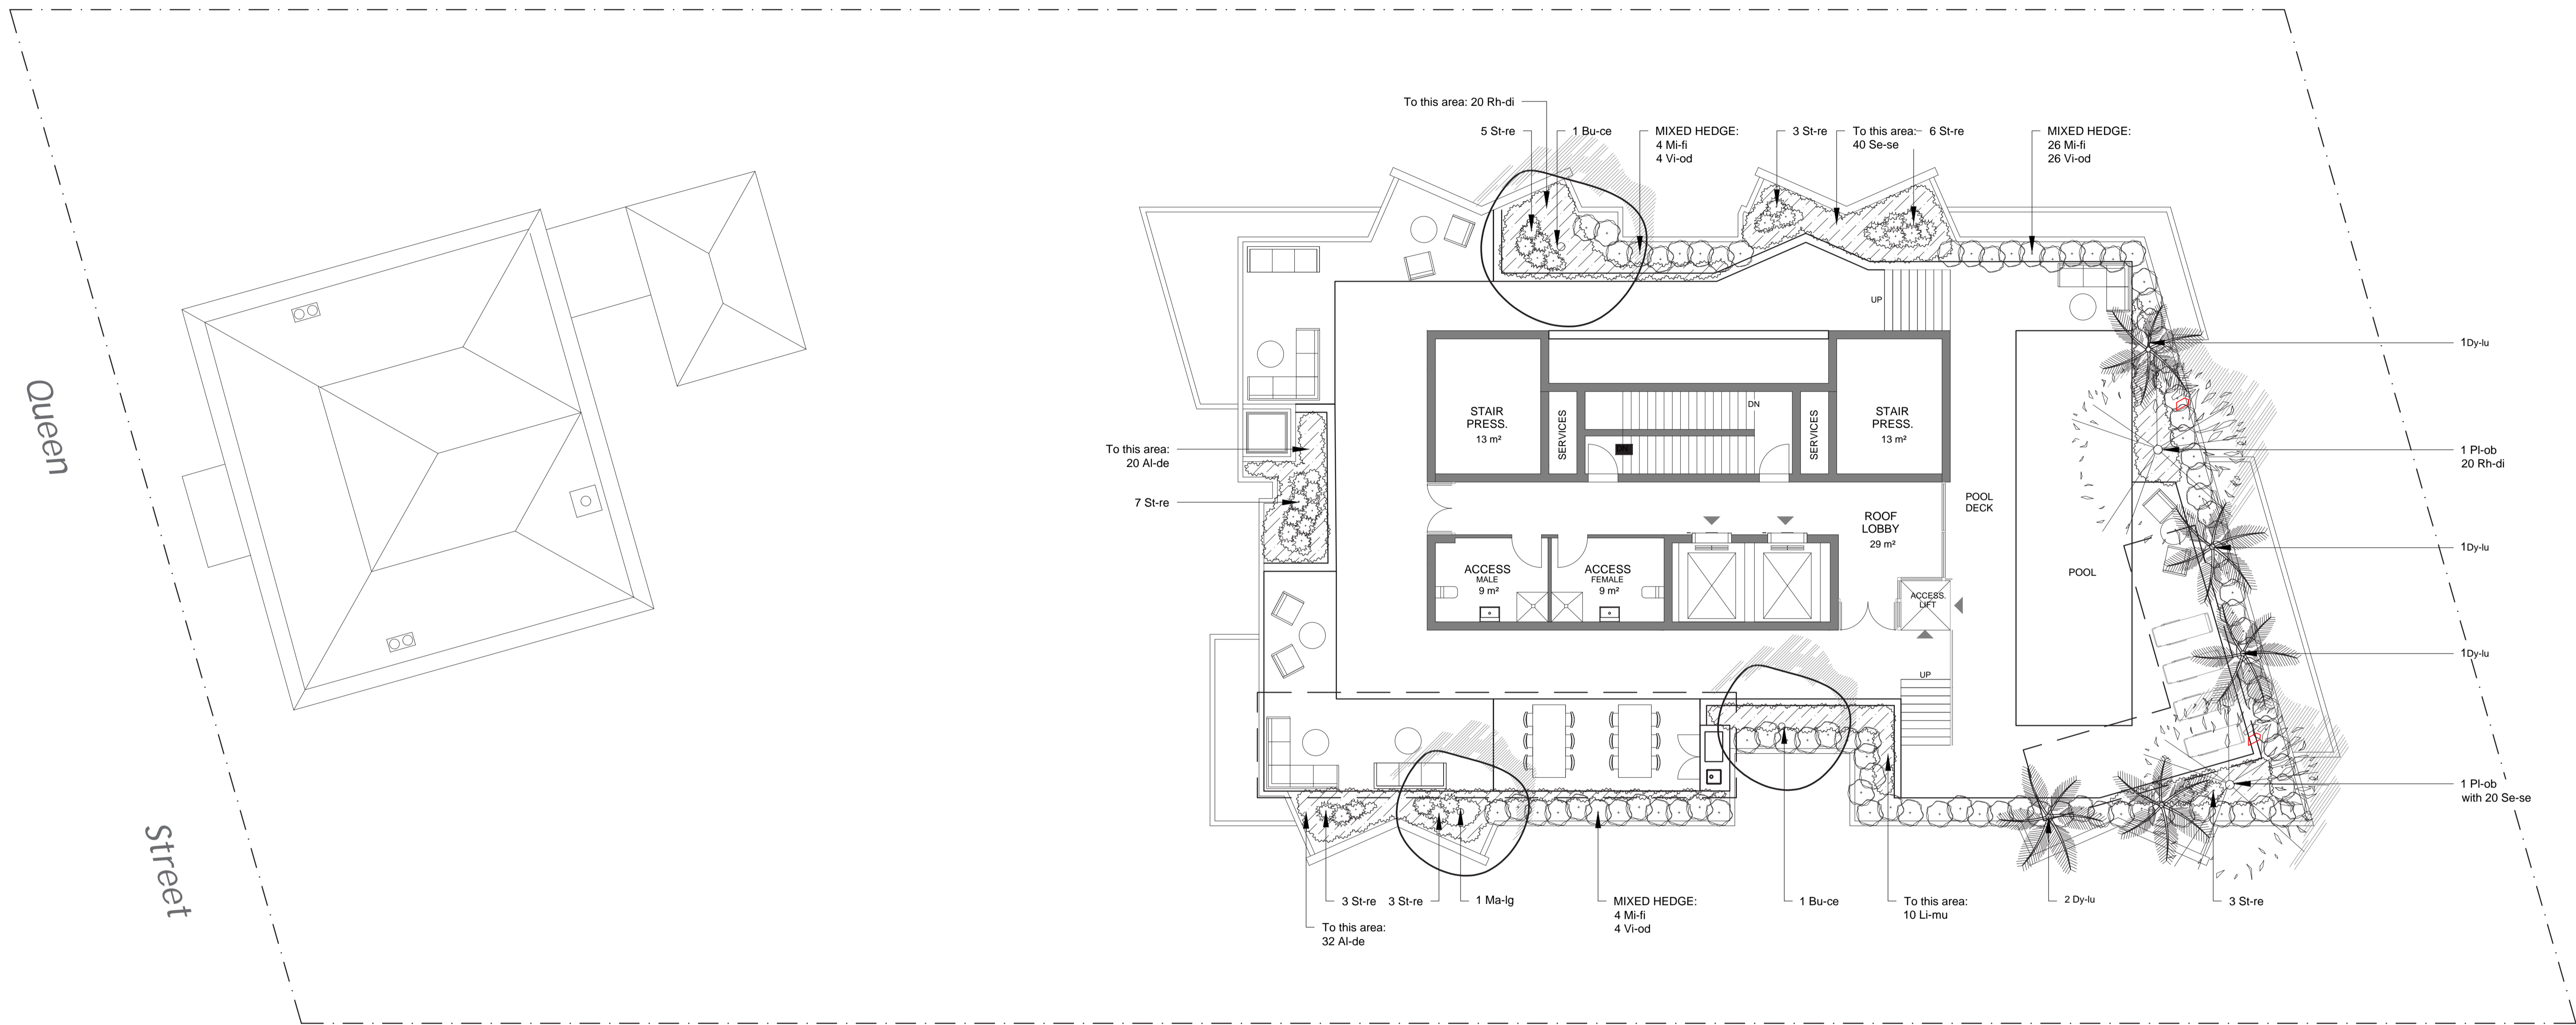 To this area: 20 Rh-di
5 St-re
1 Bu-ce
MIXED HEDGE:
4 Mi-fi
4 Vi-od
3 St-re
To this area:
40 Se-se
6 St-re
MIXED HEDGE:
26 Mi-fi
26 Vi-od
Queen
Street
UP
1Dy-lu
STAIR
PRESS.
13 m²
SERVICES
DN
SERVICES
STAIR
PRESS.
13 m²
To this area:
20 Al-de
7 St-re
1 Pl-ob
20 Rh-di
POOL
DECK
ROOF
LOBBY
29 m²
1Dy-lu
ACCESS
MALE
9 m²
ACCESS
FEMALE
9 m²
POOL
ACCESS.
LIFT
1Dy-lu
UP
1 Pl-ob
with 20 Se-se
3 St-re
3 St-re
1 Ma-lg
To this area:
32 Al-de
MIXED HEDGE:
4 Mi-fi
4 Vi-od
1 Bu-ce
To this area:
10 Li-mu
2 Dy-lu
3 St-re